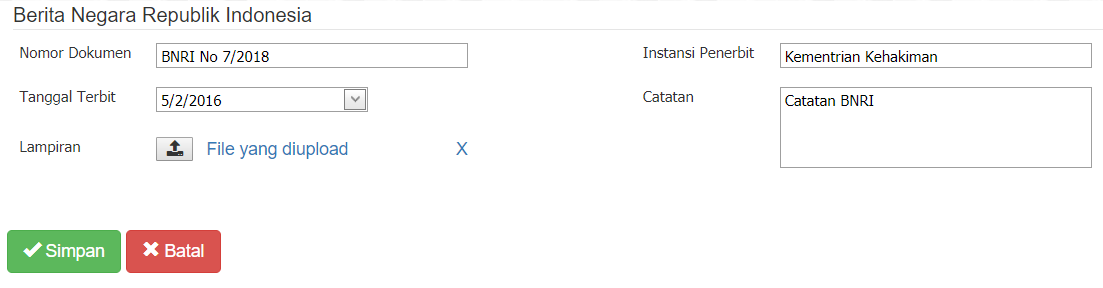 Berita Negara Republik Indonesia
Nomor Dokumen BNRI No 7/2018 Instansi Penerbit Kementrian Kehakiman
Tanggal Terbit 5/2/2016 Catatan Catatan BNRI
Lampiran File yang diupload X
Simpan Batal